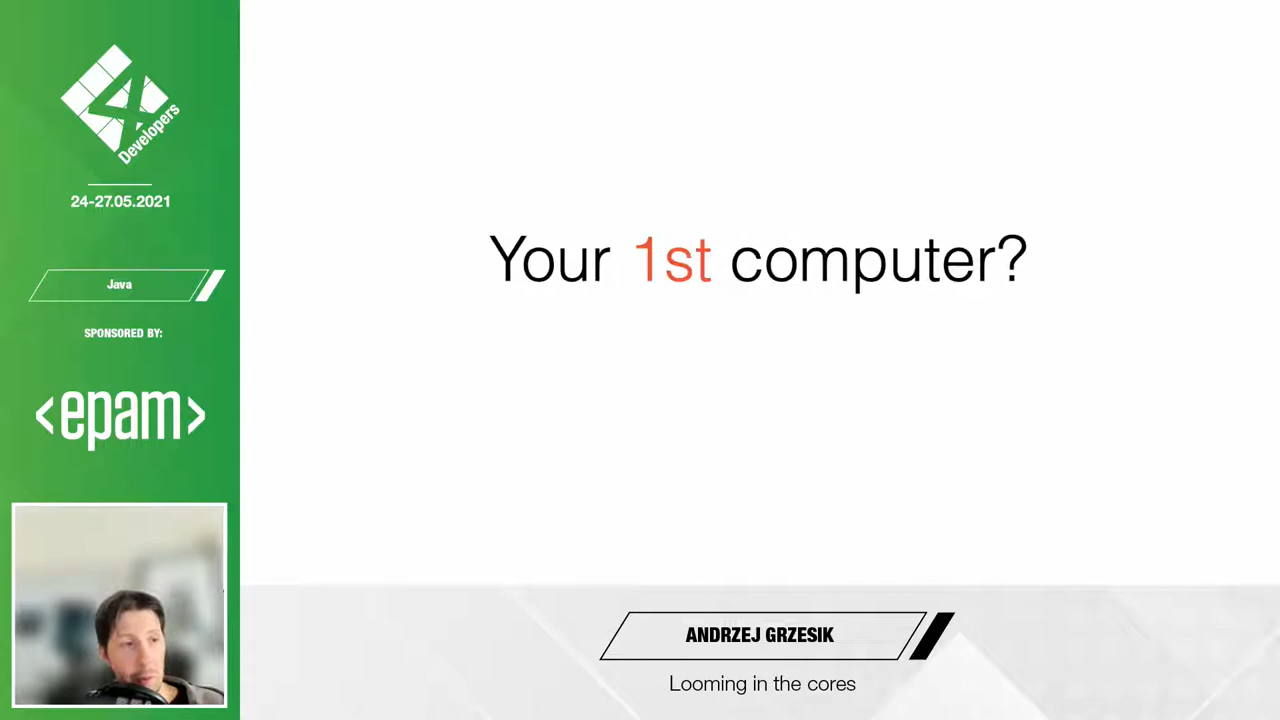 4
Developers
24-27.05.2021
Java
SPONSORED BY:
<epam>
Your 1st computer?
ANDRZEJ GRZESIK
Looming in the cores